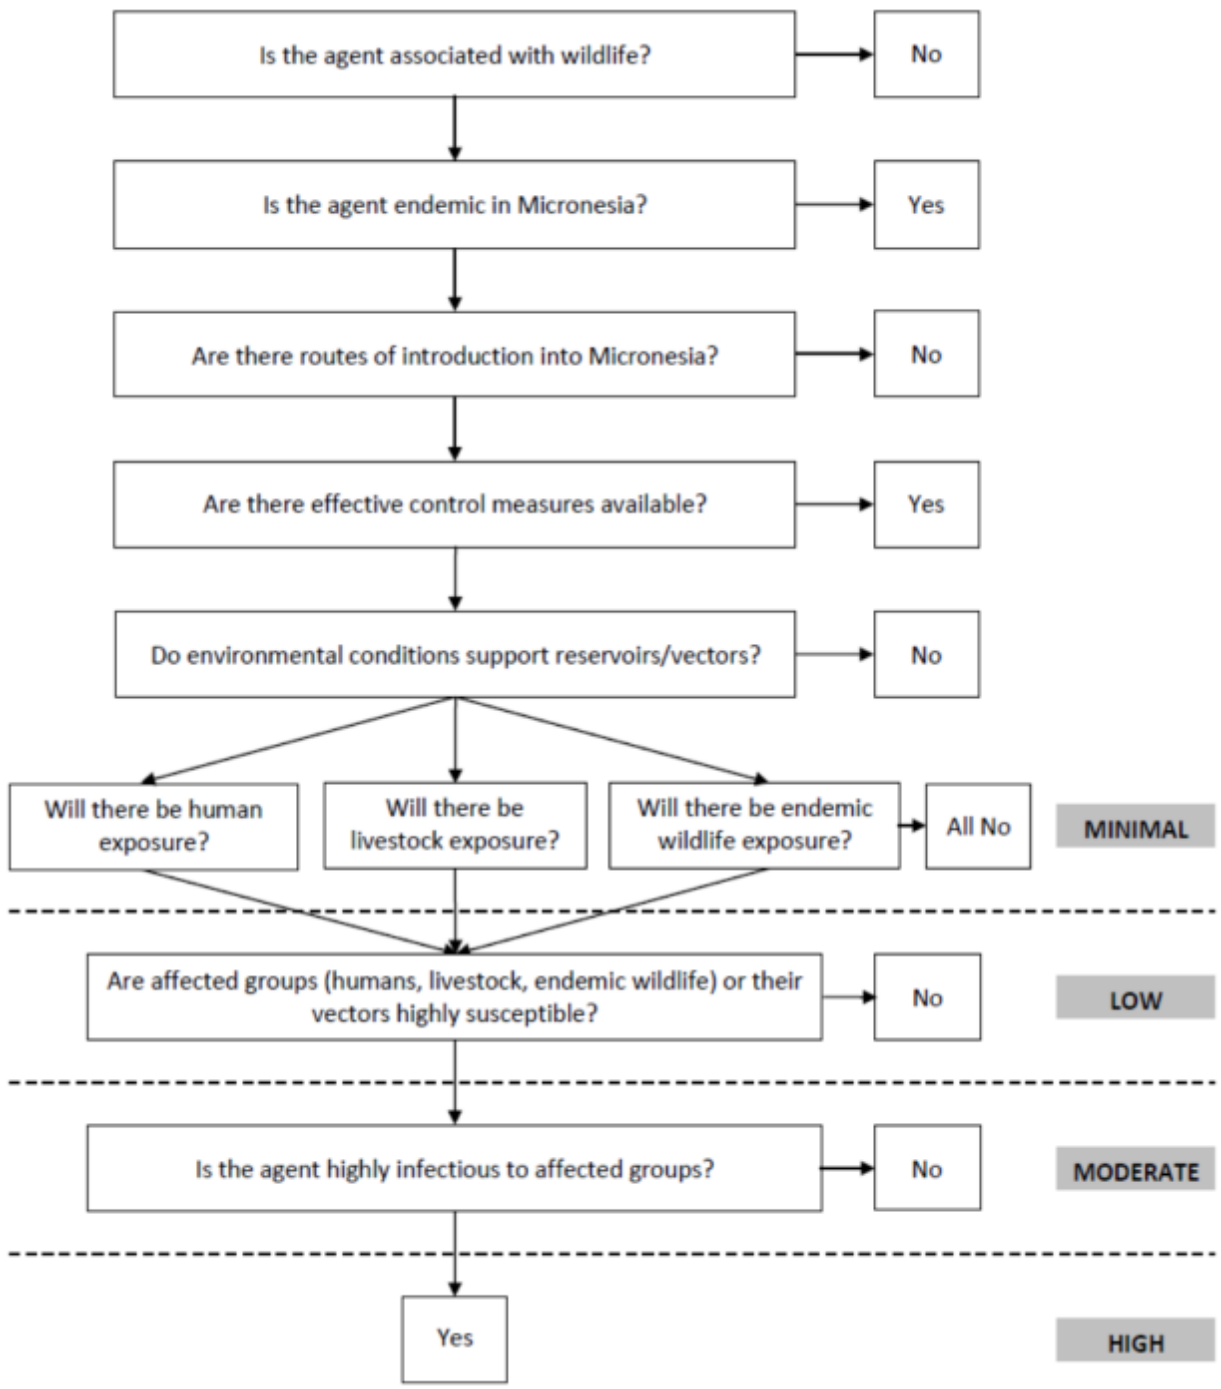 Is the agent associated with wildlife?
No
Is the agent endemic in Micronesia?
Yes
Are there routes of introduction into Micronesia?
No
Are there effective control measures available?
Yes
Do environmental conditions support reservoirs/vectors?
No
Will there be human
exposure?
Will there be
livestock exposure?
Will there be endemic
wildlife exposure?
All No
MINIMAL
Are affected groups (humans, livestock, endemic wildlife) or their
vectors highly susceptible?
No
LOW
Is the agent highly infectious to affected groups?
No
MODERATE
Yes
HIGH